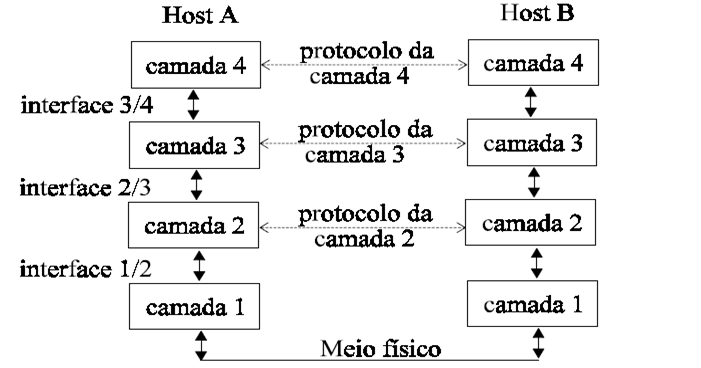 Host A Host B
camada 4 protocolo da camada 4
camada 4
interface 3/4
camada 3 protocolo da camada 3
camada 3
interface 2/3
camada 2 protocolo da camada 2
camada 2
interface 1/2
camada 1 camada 1
Meio físico